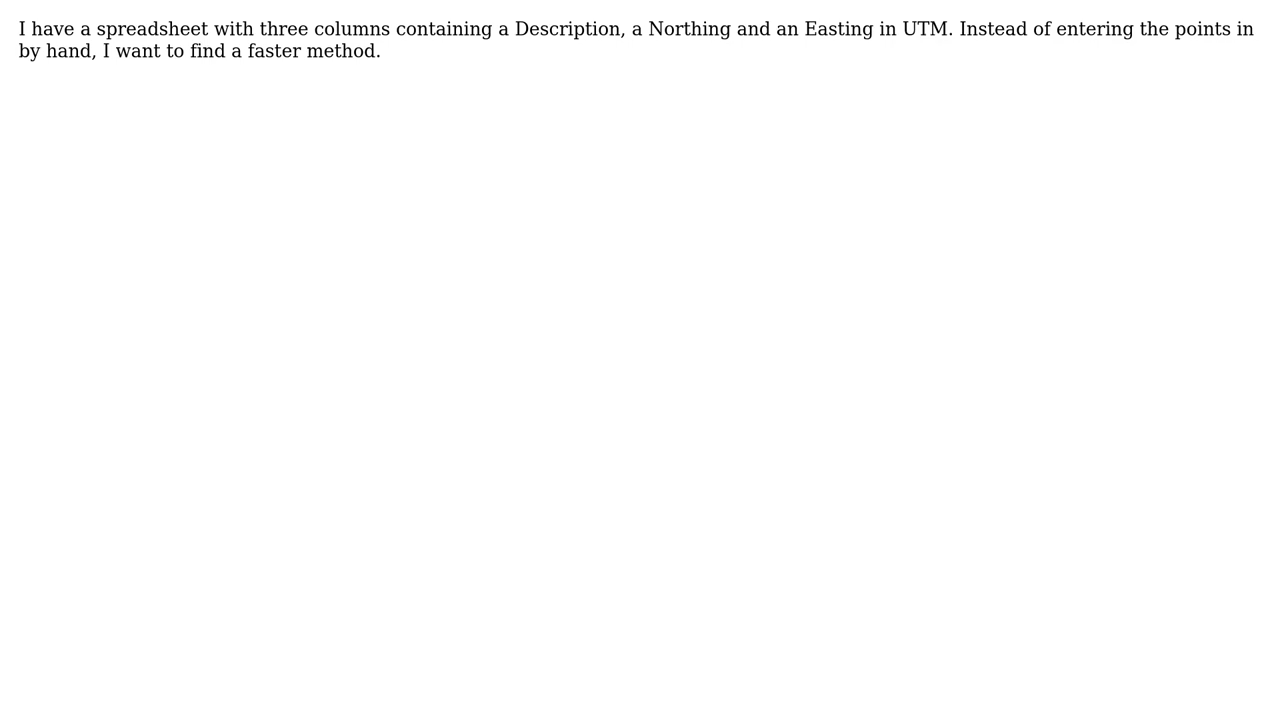 I have a spreadsheet with three columns containing a Description, a Northing and an Easting in UTM. Instead of entering the points in
by hand, I want to find a faster method.